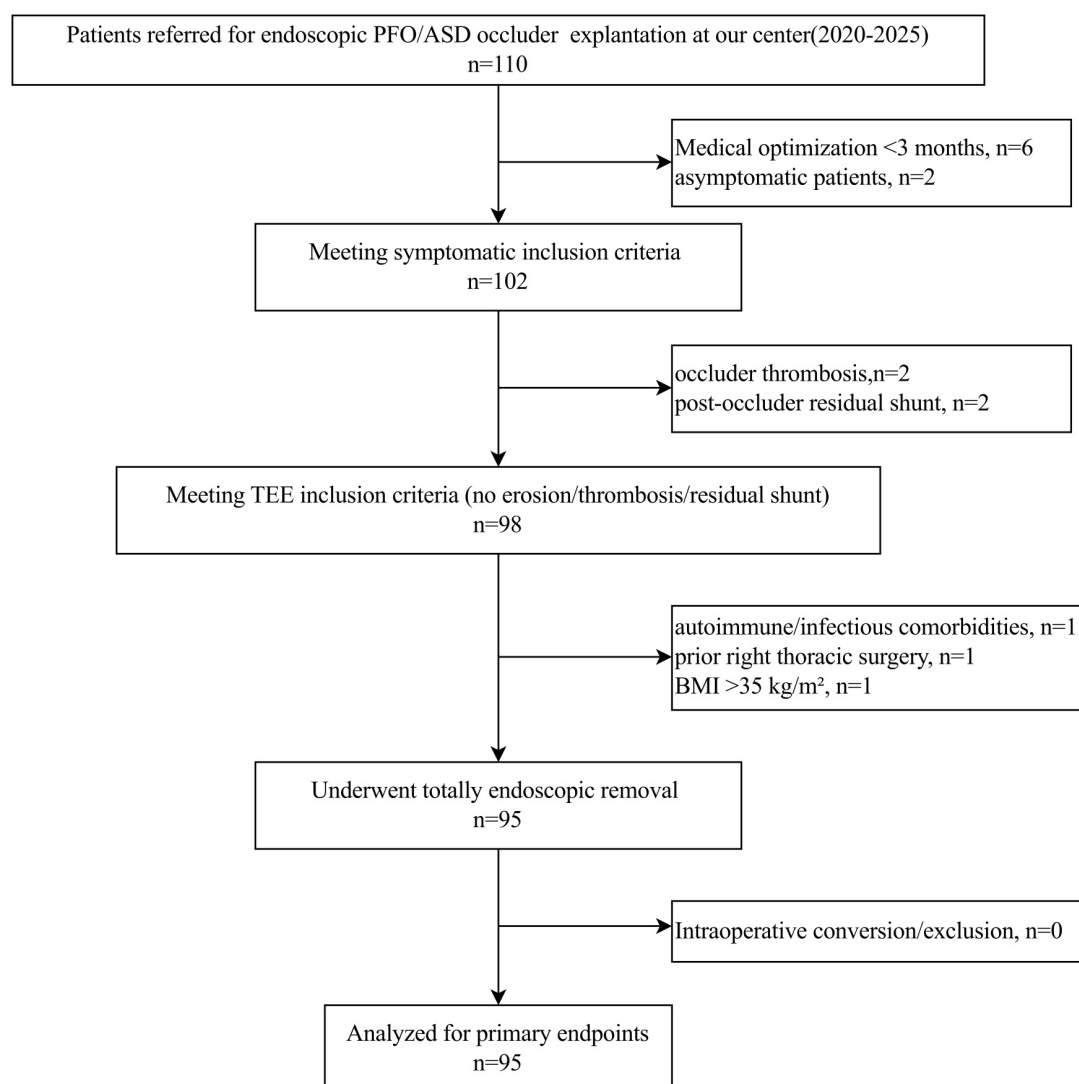 Patients referred for endoscopic PFO/ASD occluder  explantation at our center(2020-2025)
n=110
Medical optimization <3 months, n=6
asymptomatic patients, n=2
Meeting symptomatic inclusion criteria
n=102
occluder thrombosis,n=2
post-occluder residual shunt, n=2
Meeting TEE inclusion criteria (no erosion/thrombosis/residual shunt)
n=98
autoimmune/infectious comorbidities, n=1
prior right thoracic surgery, n=1
BMI >35 kg/m², n=1
Underwent totally endoscopic removal
n=95
Intraoperative conversion/exclusion, n=0
Analyzed for primary endpoints
n=95